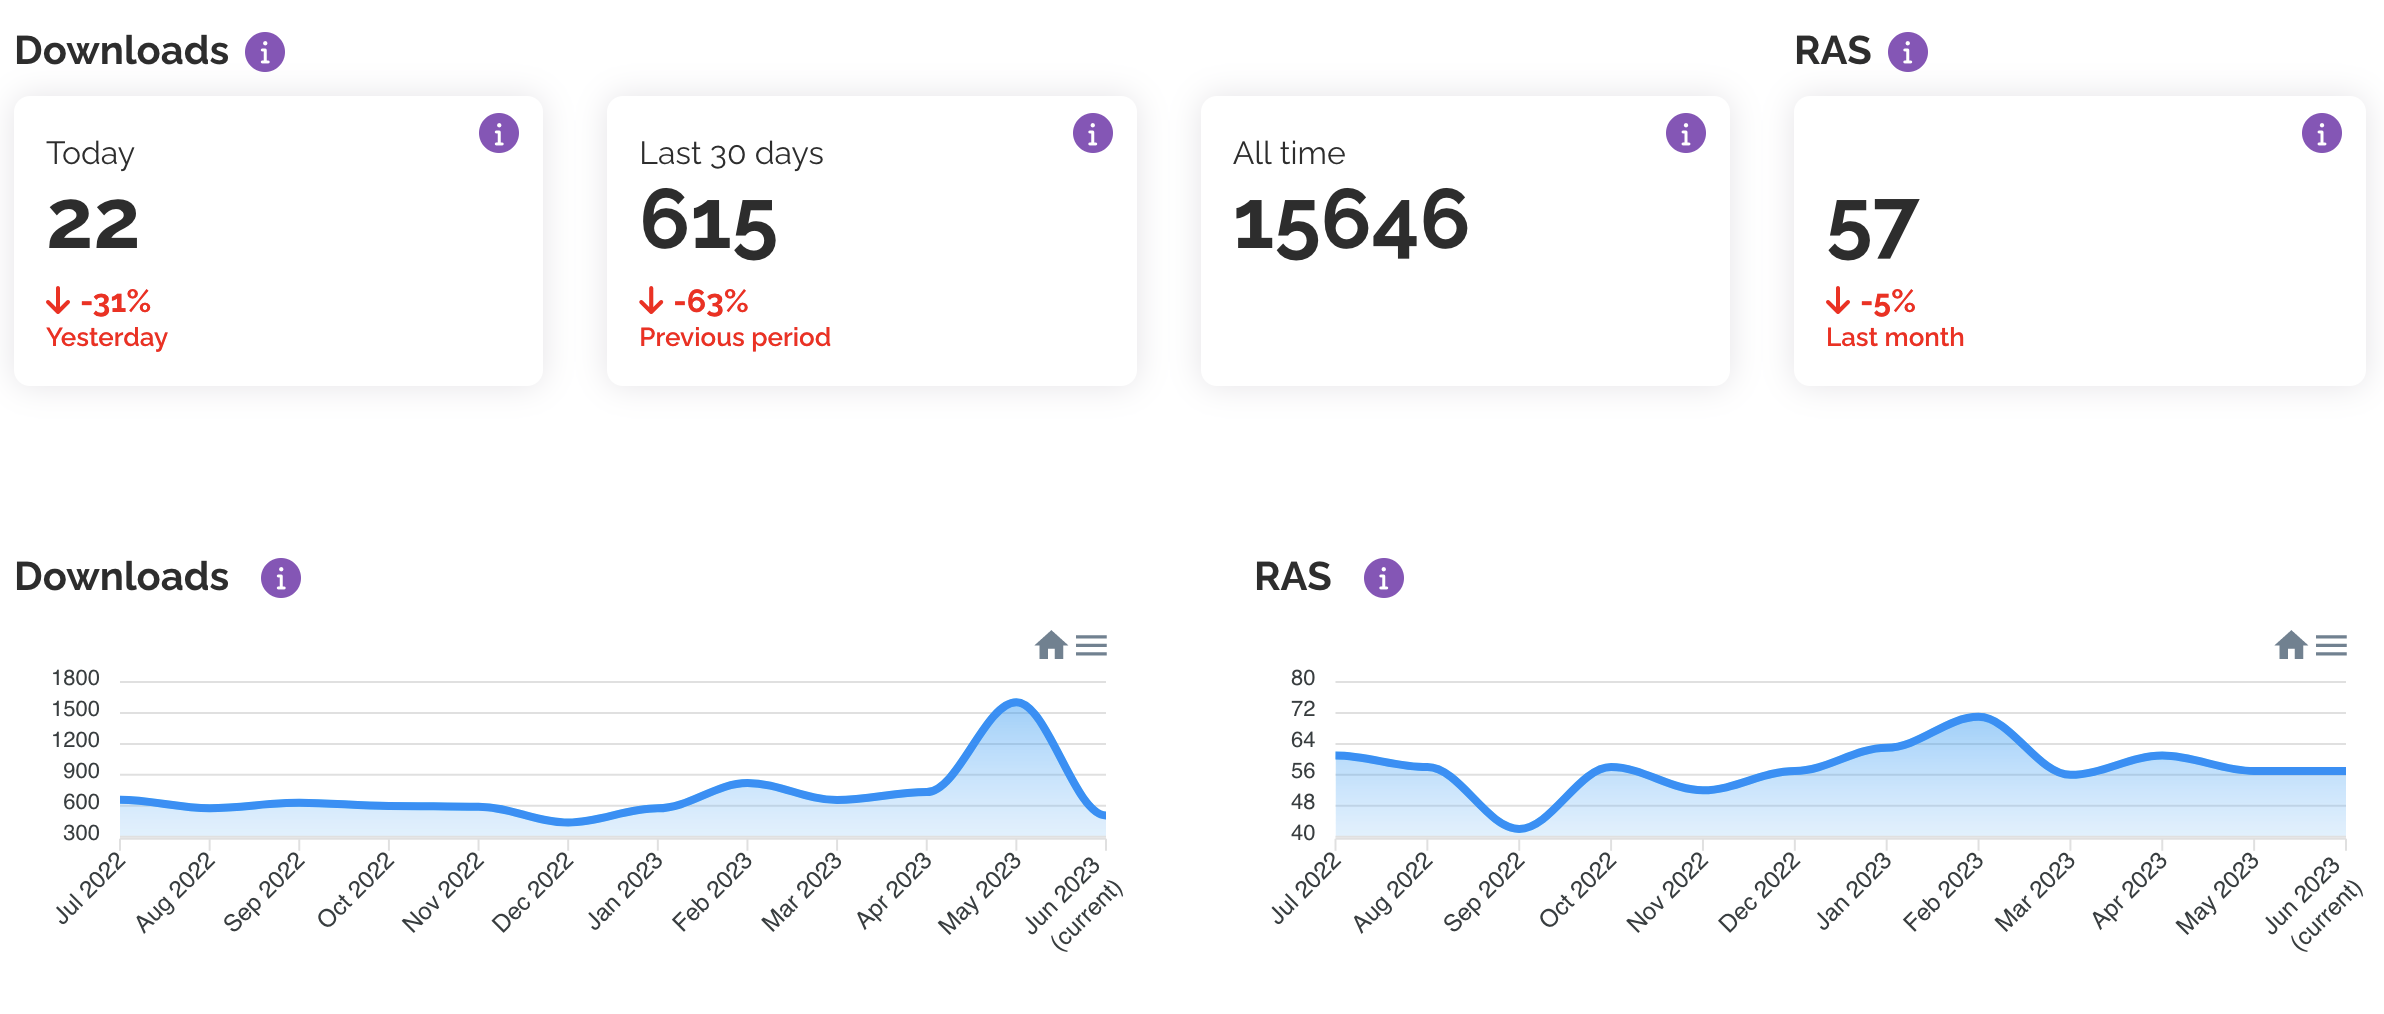 Downloads i
RAS i
Today i
22
-31%
Yesterday
Last 30 days i
615
-63%
Previous period
All time i
15646
i
57
-5%
Last month
Downloads i
1800
1500
1200
900
600
300
Jul 2022
Aug 2022
Sep 2022
Oct 2022
Nov 2022
Dec 2022
Jan 2023
Feb 2023
Mar 2023
Apr 2023
May 2023
Jun 2023
(current)
RAS i
80
72
64
56
48
40
Jul 2022
Aug 2022
Sep 2022
Oct 2022
Nov 2022
Dec 2022
Jan 2023
Feb 2023
Mar 2023
Apr 2023
May 2023
Jun 2023
(current)